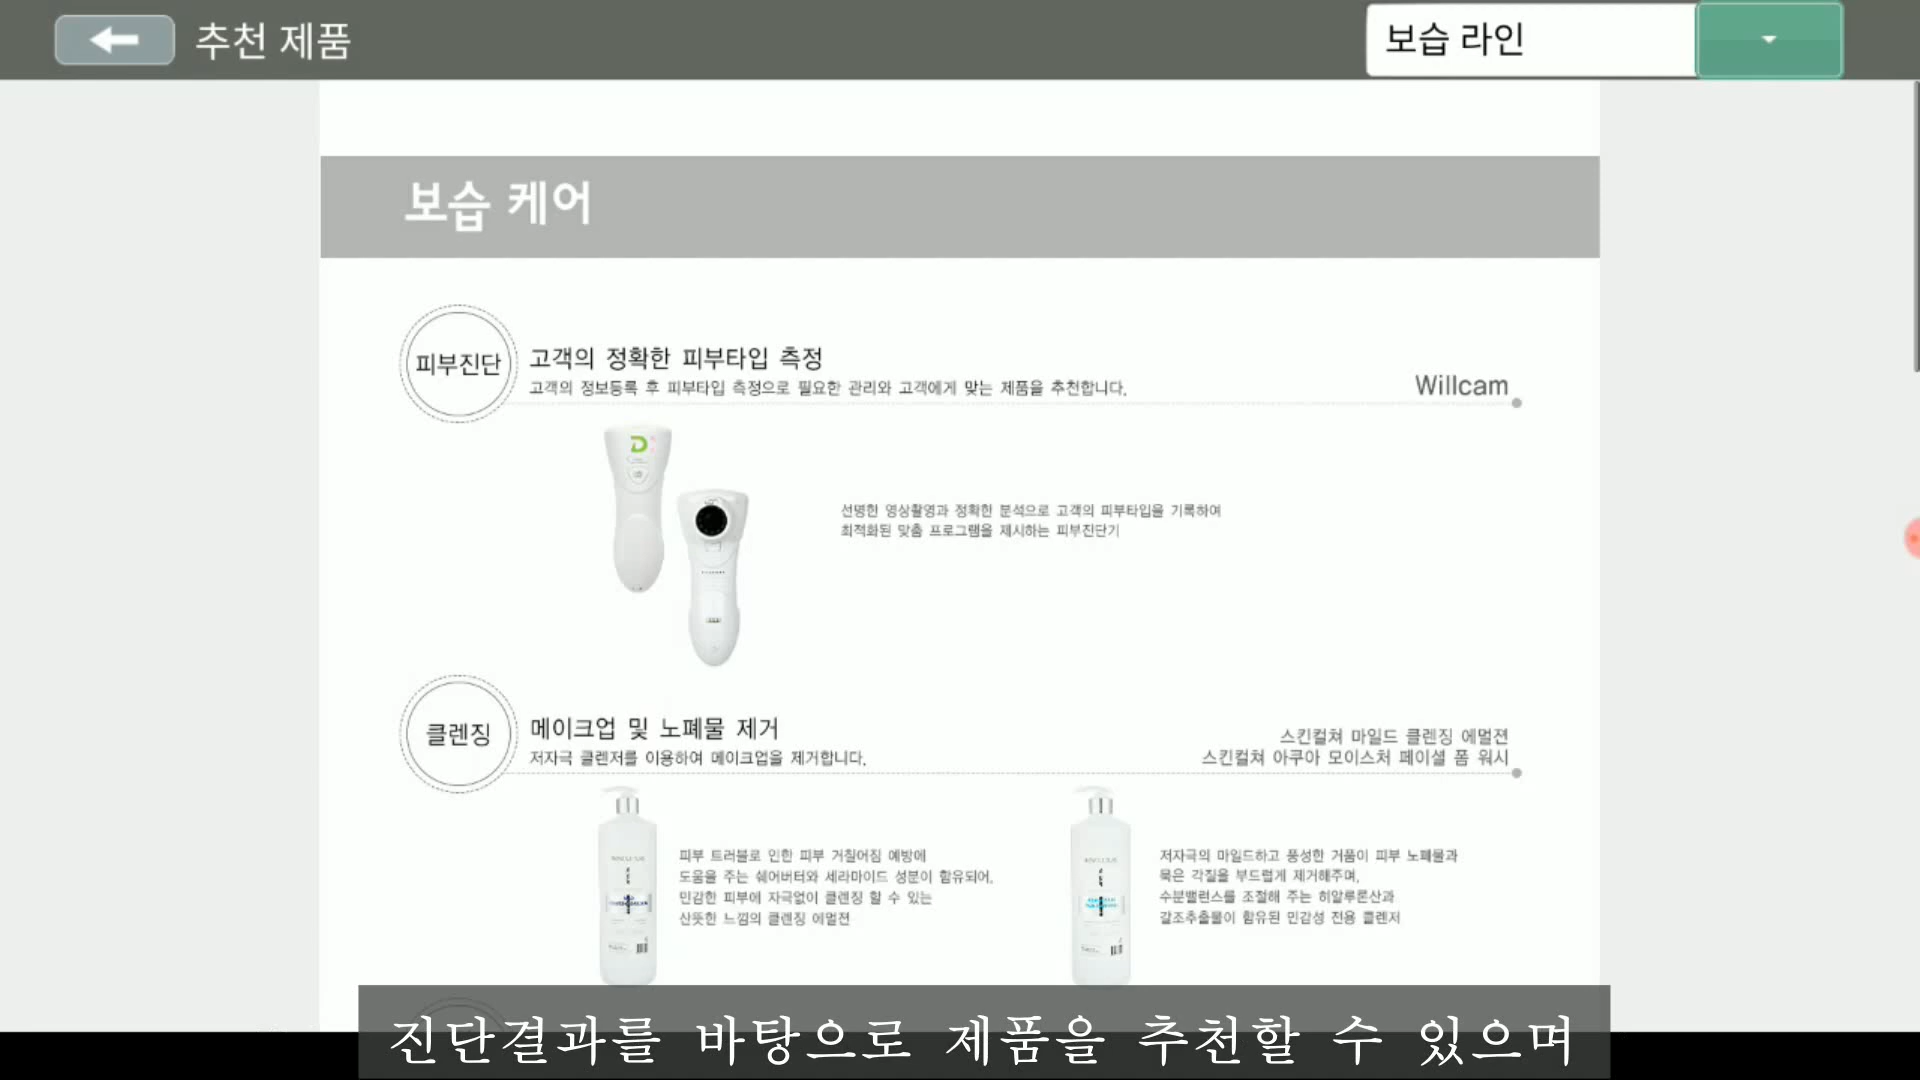 추천 제품
보습 라인
보습 케어
피부진단
고객의 정확한 피부타입 측정
고객의 정보등록 후 피부타입 측정으로 필요한 관리와 고객에게 맞는 제품을 추천합니다.
Willcam
선명한 영상촬영과 정확한 분석으로 고객의 피부타입을 기록하여
최적화된 맞춤 프로그램을 제시하는 피부진단기
클렌징
메이크업 및 노폐물 제거
저자극 클렌저를 이용하여 메이크업을 제거합니다.
스킨컬쳐 마일드 클렌징 에멀젼
스킨컬쳐 아쿠아 모이스처 페이셜 폼 워시
피부 트러블로 인한 피부 거칠어짐 예방에
도움을 주는 쉐어버터와 세라마이드 성분이 함유되어,
민감한 피부에 자극없이 클렌징 할 수 있는
산뜻한 느낌의 클렌징 에멀젼
저자극의 마일드하고 풍성한 거품이 피부 노폐물과
묵은 각질을 부드럽게 제거해주며,
수분밸런스를 조절해 주는 히알루론산과
갈조추출물이 함유된 민감성 전용 클렌저
진단결과를 바탕으로 제품을 추천할 수 있으며